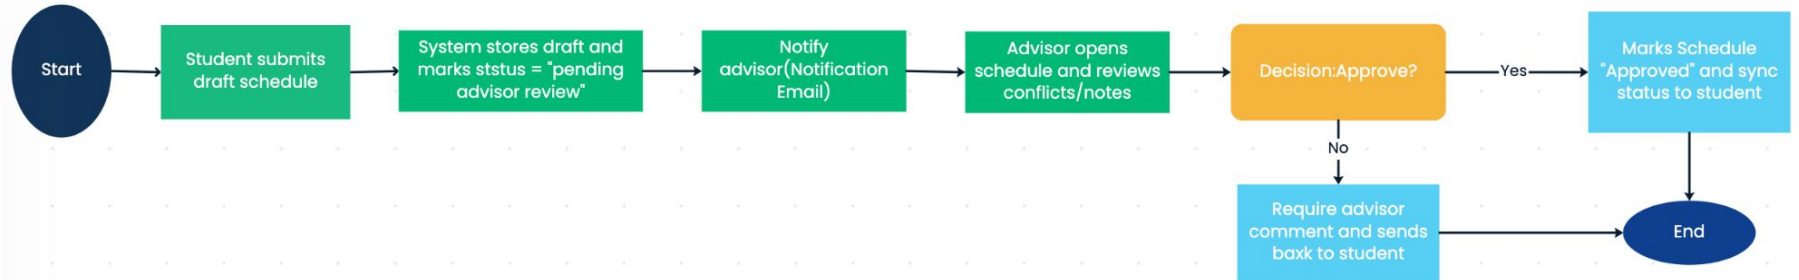 Start
Student submits
draft schedule
System stores draft and
marks ststus = "pending
advisor review"
Notify
advisor(Notification
Email)
Advisor opens
schedule and reviews
conflicts/notes
Decision:Approve?
Yes
Marks Schedule
"Approved" and sync
status to student
No
Require advisor
comment and sends
baxk to student
End